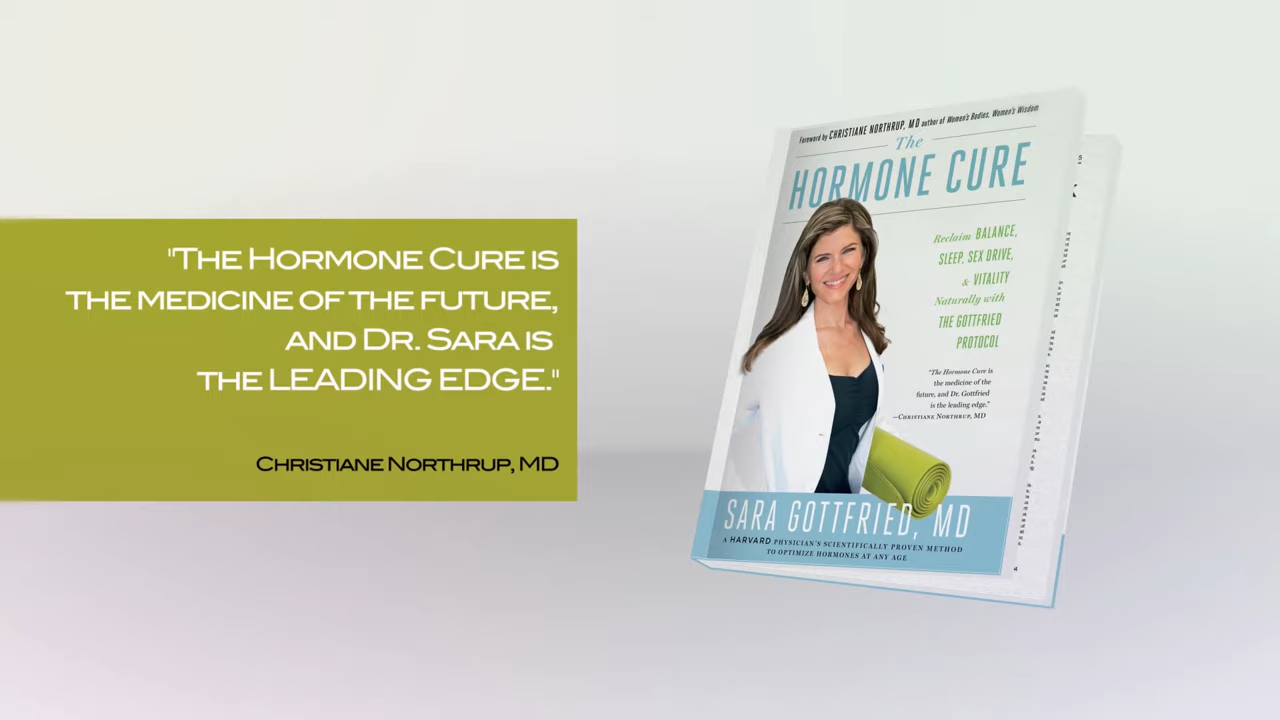 "The Hormone Cure is
the medicine of the future,
and Dr. Sara is
the LEADING EDGE."
Christiane Northrup, MD
Foreword by CHRISTIANE NORTHRUP, MD author of Women's Bodies, Women's Wisdom
The
HORMONE CURE
Reclaim BALANCE,
SLEEP, SEX DRIVE,
& VITALITY
Naturally with
THE GOTTFRIED
PROTOCOL
"The Hormone Cure is
the medicine of the
future, and Dr. Gottfried
is the leading edge."
—Christiane Northrup, MD
SARA GOTTFRIED, MD
A HARVARD PHYSICIAN'S SCIENTIFICALLY PROVEN METHOD
TO OPTIMIZE HORMONES AT ANY AGE